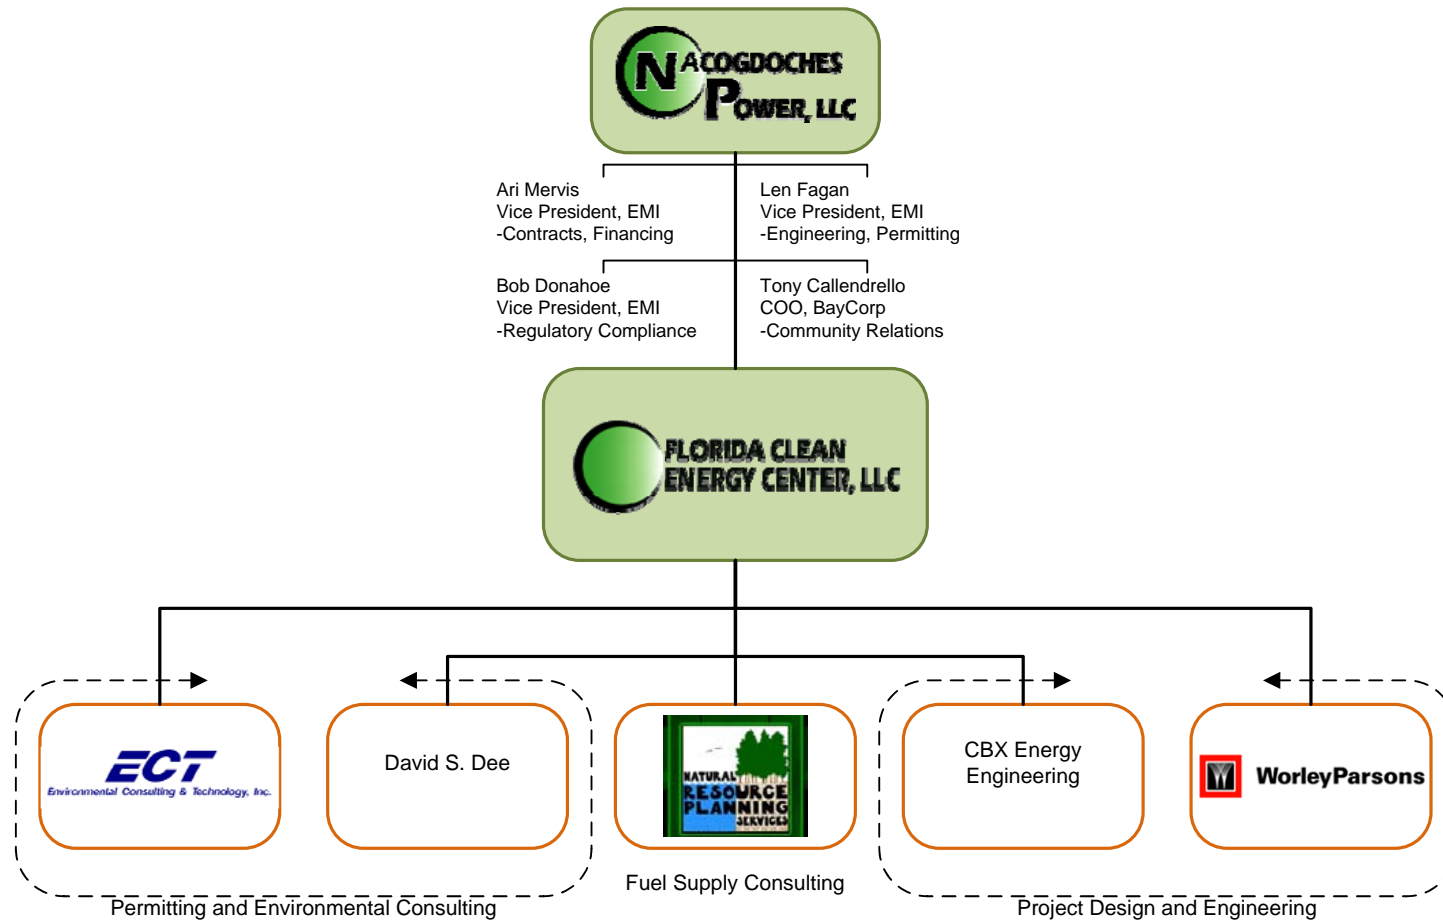 NACOGDOCHES
POWER, LLC
Ari Mervis
Vice President, EMI
-Contracts, Financing
Len Fagan
Vice President, EMI
-Engineering, Permitting
Bob Donahoe
Vice President, EMI
-Regulatory Compliance
Tony Callendrello
COO, BayCorp
-Community Relations
FLORIDA CLEAN
ENERGY CENTER, LLC
ECT
Environmental Consulting & Technology, Inc.
David S. Dee
NATURAL
RESOURCE
PLANNING
SERVICES
CBX Energy
Engineering
WorleyParsons
Fuel Supply Consulting
Permitting and Environmental Consulting
Project Design and Engineering